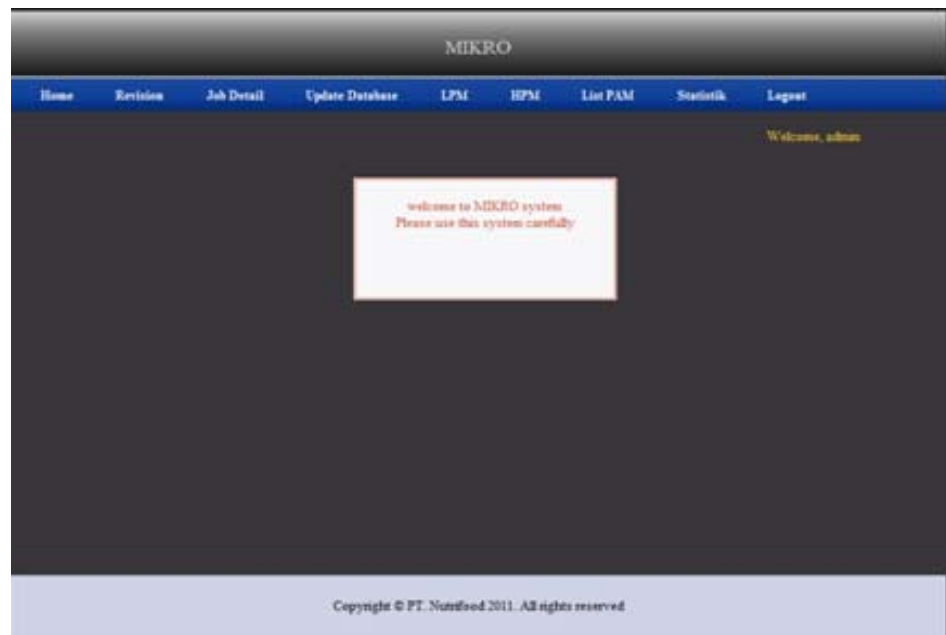 MIKRO
Home Revision Job Detail Update Database LPM HPM List PAM Statistik Logout
Welcome, admin
welcome to MIKRO system
Please use this system carefully
Copyright © PT. Nutrifood 2011. All rights reserved